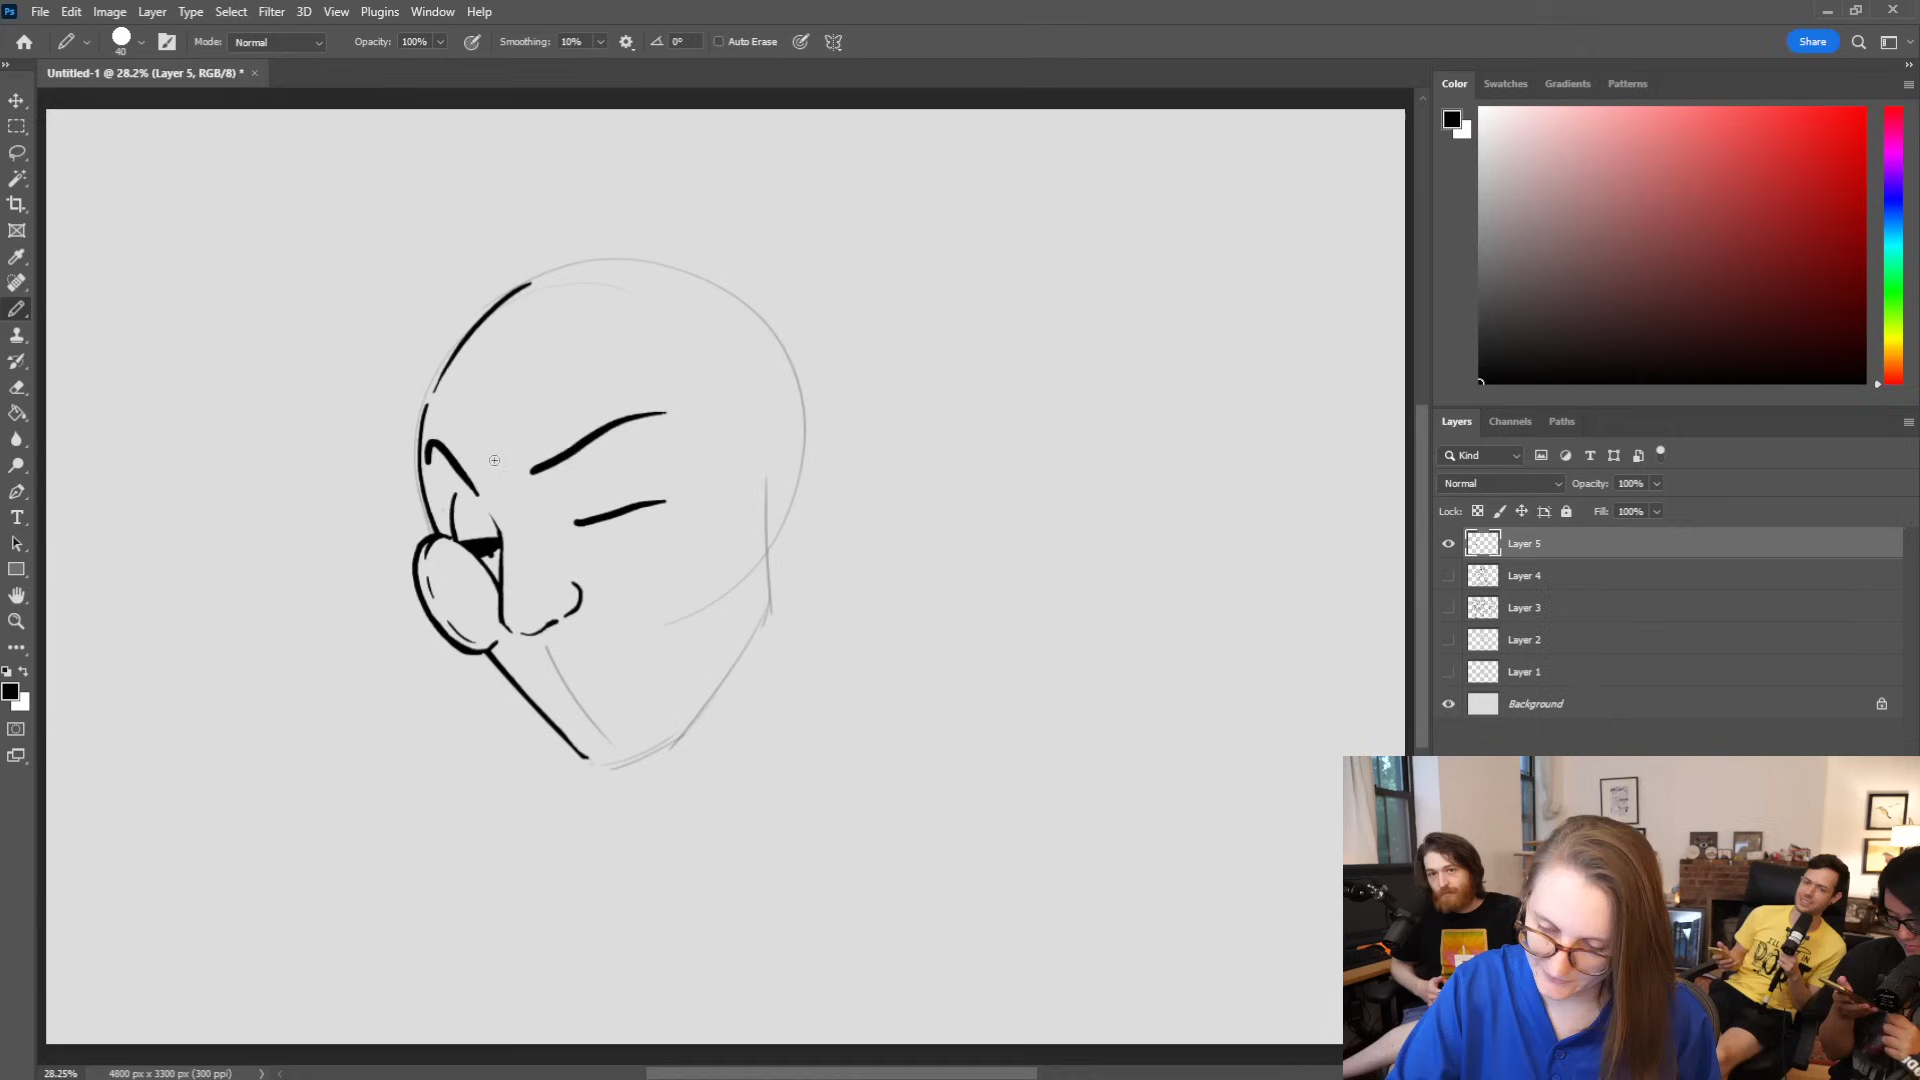 Ps File Edit Image Layer Type Select Filter 3D View Plugins Window Help
40 Mode: Normal Opacity: 100% Smoothing: 10% 0° Auto Erase Share
Untitled-1 @ 28.2% (Layer 5, RGB/8) *
Color Swatches Gradients Patterns
Layers Channels Paths
Kind
Normal Opacity: 100%
Lock: Fill: 100%
Layer 5
Layer 4
Layer 3
Layer 2
Layer 1
Background
28.25% 4800 px x 3300 px (300 ppi)